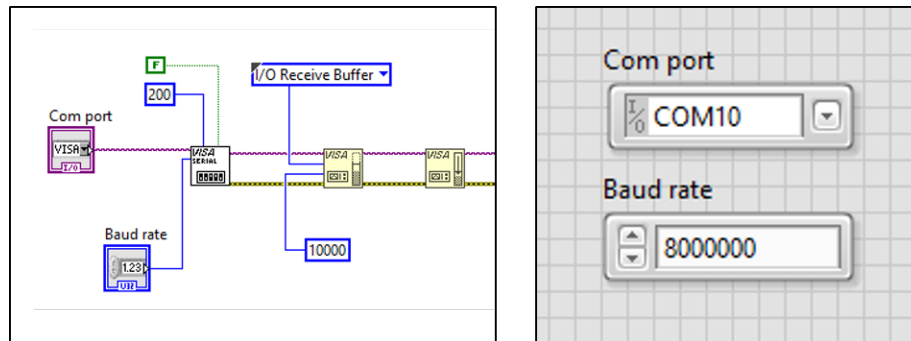 F
I/O Receive Buffer
200
Com port
VISA
I/O
VISA
SERIAL
VISA
VISA
10000
Baud rate
1.23
U32
Com port
I/O
COM10
Baud rate
8000000